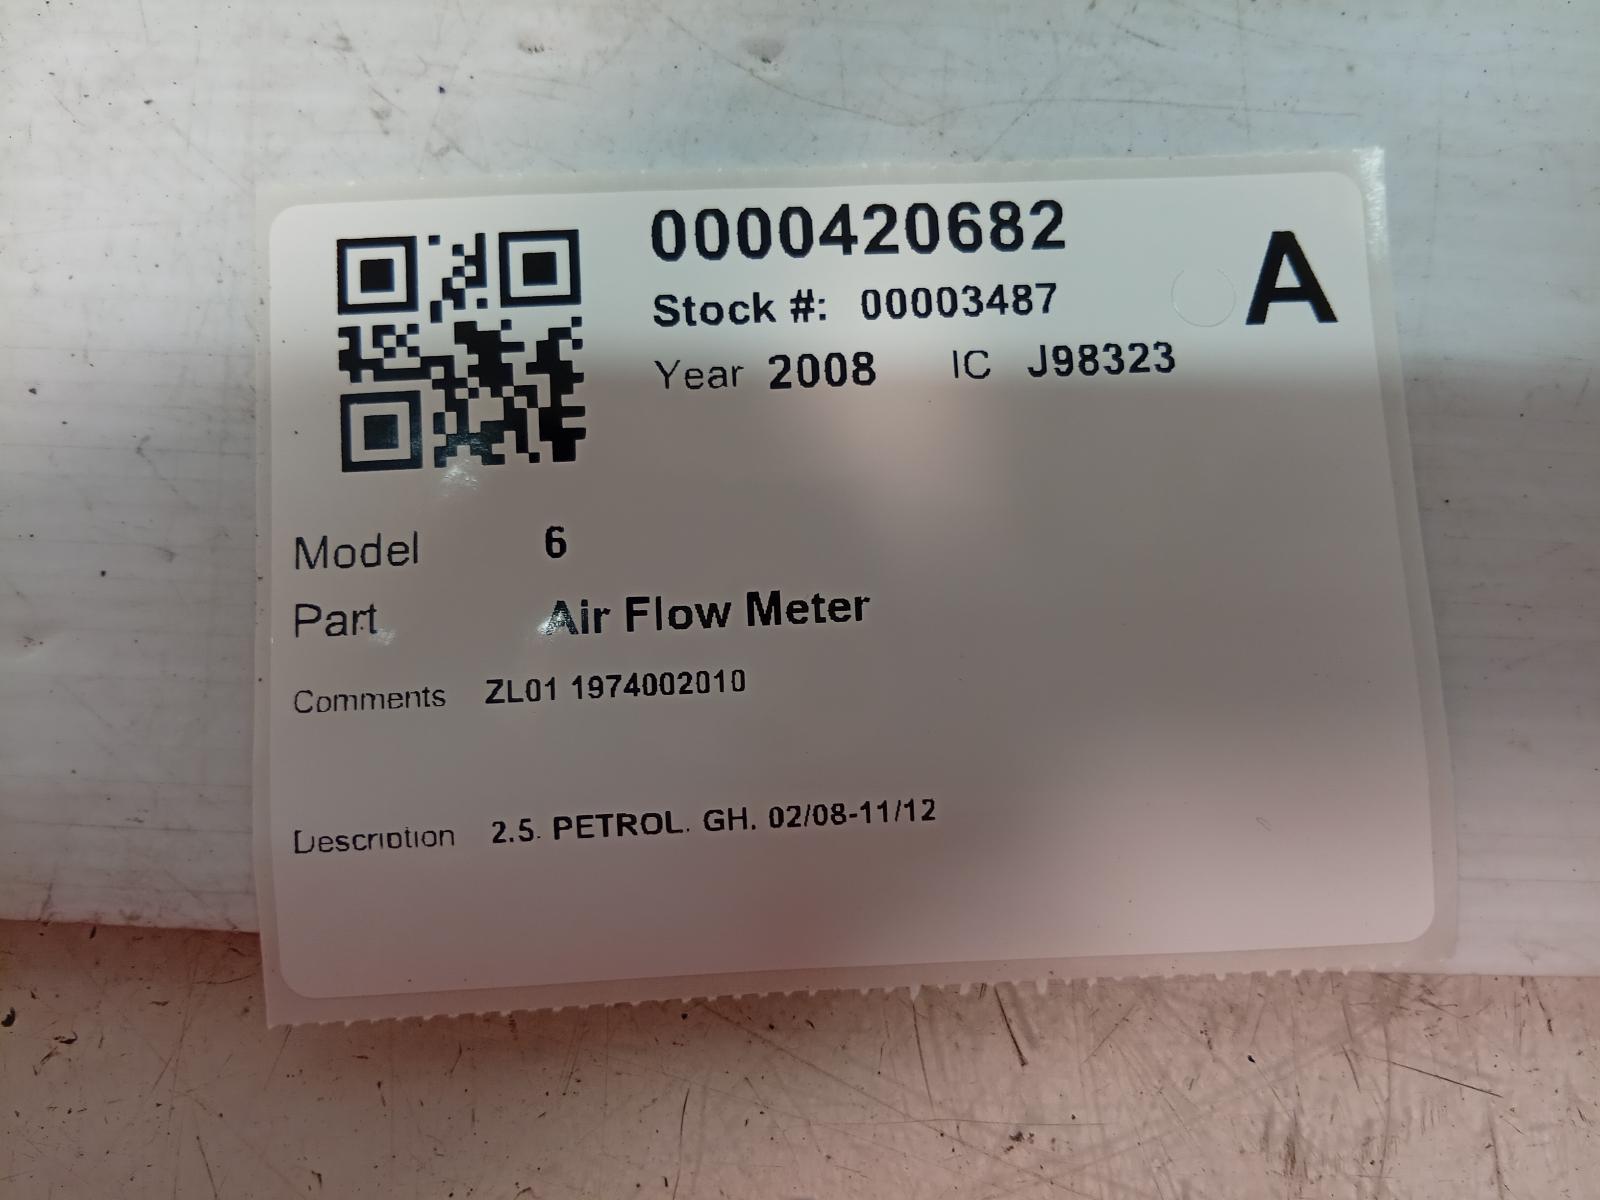 0000420682
A
Stock #: 00003487
Year 2008 IC J98323
Model 6
Part Air Flow Meter
Comments ZL01 1974002010
Description 2.5. PETROL. GH. 02/08-11/12